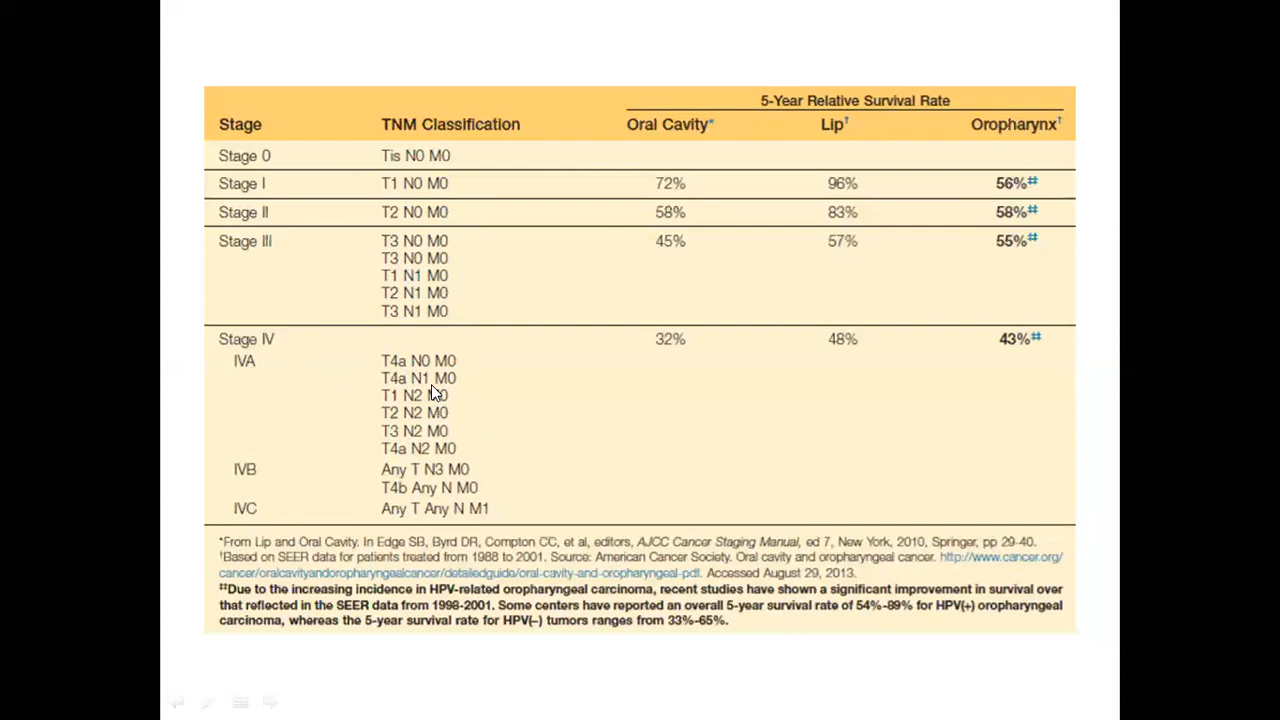 5-Year Relative Survival Rate
Stage TNM Classification Oral Cavity* Lip† Oropharynx†
Stage 0 Tis N0 M0
Stage I T1 N0 M0 72% 96% 56%‡‡
Stage II T2 N0 M0 58% 83% 58%‡‡
Stage III T3 N0 M0 45% 57% 55%‡‡
T3 N0 M0
T1 N1 M0
T2 N1 M0
T3 N1 M0
Stage IV 32% 48% 43%‡‡
IVA T4a N0 M0
T4a N1 M0
T1 N2 M0
T2 N2 M0
T3 N2 M0
T4a N2 M0
IVB Any T N3 M0
T4b Any N M0
IVC Any T Any N M1
*From Lip and Oral Cavity. In Edge SB, Byrd DR, Compton CC, et al, editors, AJCC Cancer Staging Manual, ed 7, New York, 2010, Springer, pp 29-40.
†Based on SEER data for patients treated from 1988 to 2001. Source: American Cancer Society. Oral cavity and oropharyngeal cancer. http://www.cancer.org/
cancer/oralcavityandoropharyngealcancer/detailedguide/oral-cavity-and-oropharyngeal-pdf. Accessed August 29, 2013.
‡‡Due to the increasing incidence in HPV-related oropharyngeal carcinoma, recent studies have shown a significant improvement in survival over
that reflected in the SEER data from 1998-2001. Some centers have reported an overall 5-year survival rate of 54%-89% for HPV(+) oropharyngeal
carcinoma, whereas the 5-year survival rate for HPV(–) tumors ranges from 33%-65%.